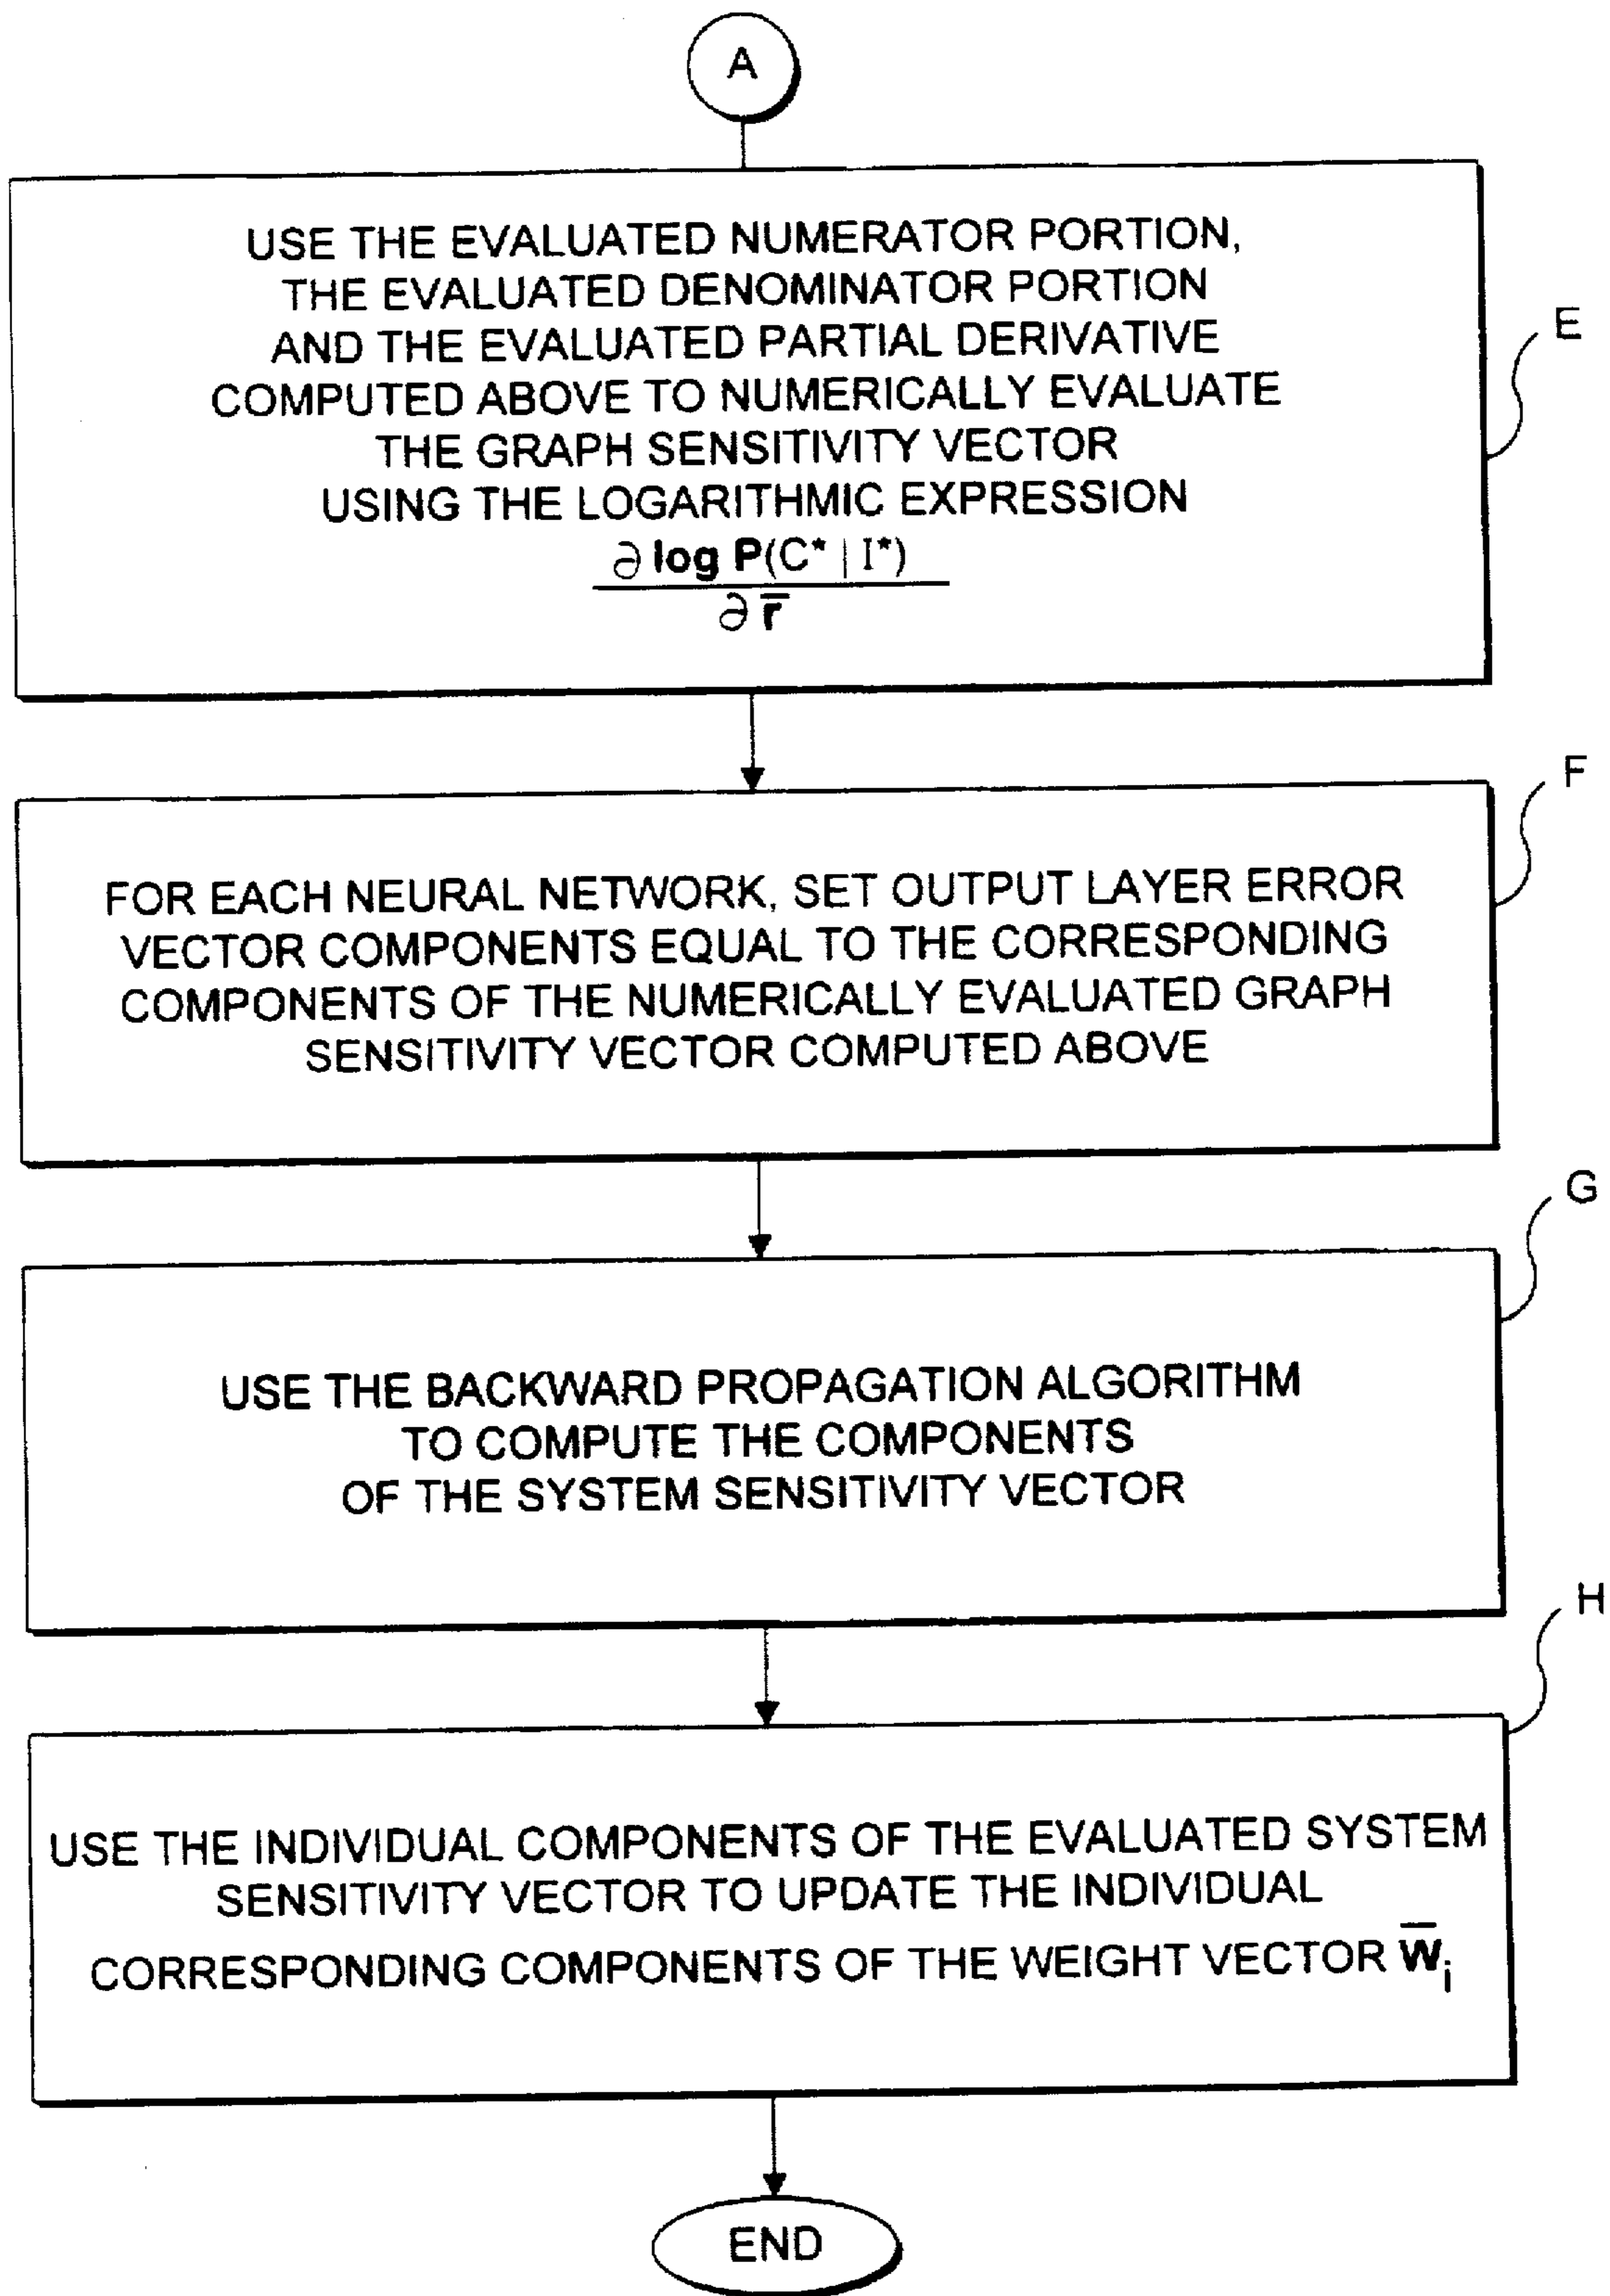 A
USE THE EVALUATED NUMERATOR PORTION,
THE EVALUATED DENOMINATOR PORTION
AND THE EVALUATED PARTIAL DERIVATIVE
COMPUTED ABOVE TO NUMERICALLY EVALUATE
THE GRAPH SENSITIVITY VECTOR
USING THE LOGARITHMIC EXPRESSION
∂ log P(C* | I*)
∂ r̅
E
FOR EACH NEURAL NETWORK, SET OUTPUT LAYER ERROR
VECTOR COMPONENTS EQUAL TO THE CORRESPONDING
COMPONENTS OF THE NUMERICALLY EVALUATED GRAPH
SENSITIVITY VECTOR COMPUTED ABOVE
F
USE THE BACKWARD PROPAGATION ALGORITHM
TO COMPUTE THE COMPONENTS
OF THE SYSTEM SENSITIVITY VECTOR
G
USE THE INDIVIDUAL COMPONENTS OF THE EVALUATED SYSTEM
SENSITIVITY VECTOR TO UPDATE THE INDIVIDUAL
CORRESPONDING COMPONENTS OF THE WEIGHT VECTOR W̅i
H
END